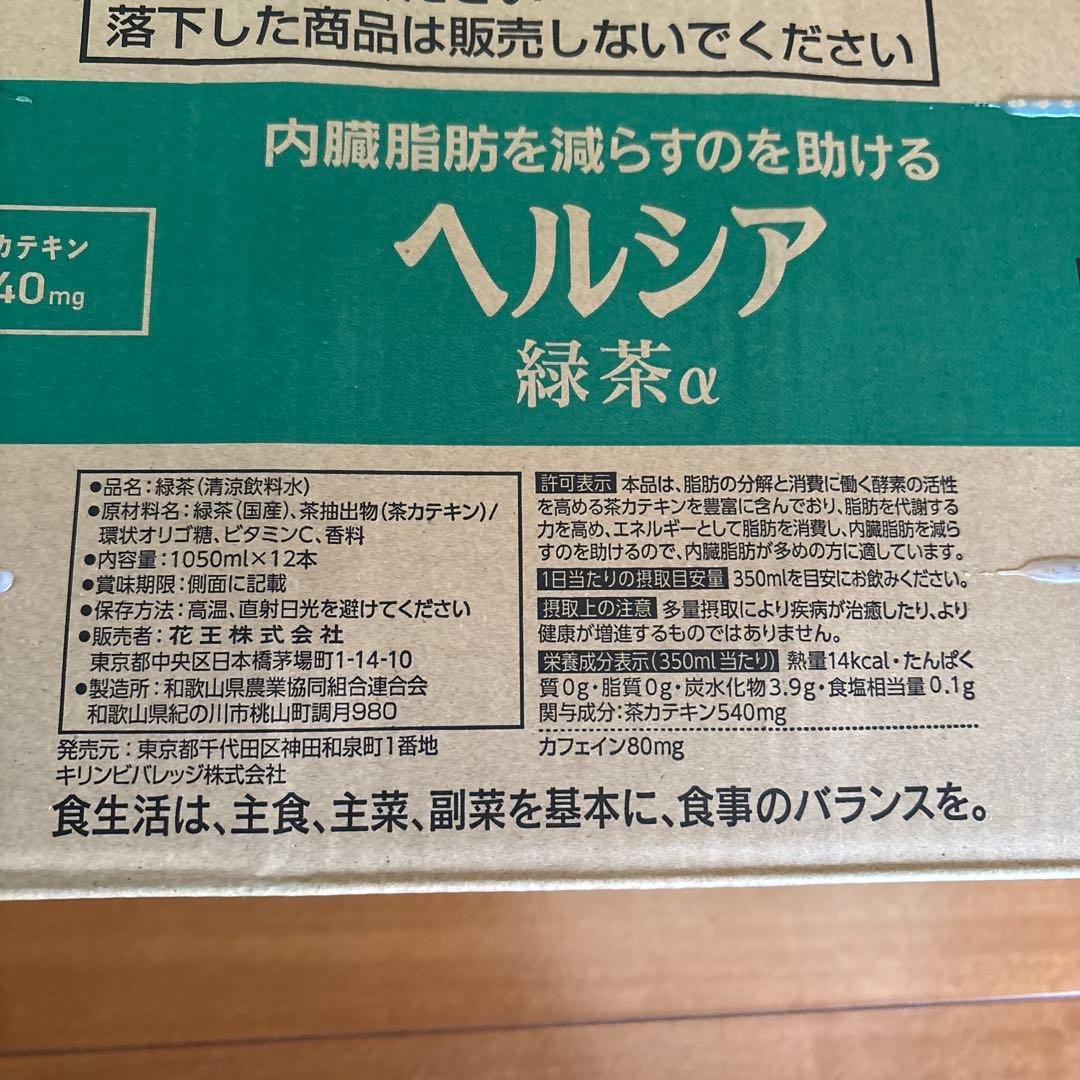 落下した商品は販売しないでください
内臓脂肪を減らすのを助ける
カテキン
40mg
ヘルシア
緑茶α
●品名：緑茶（清涼飲料水）
●原材料名：緑茶（国産）、茶抽出物（茶カテキン）/
環状オリゴ糖、ビタミンC、香料
●内容量：1050ml×12本
●賞味期限：側面に記載
●保存方法：高温、直射日光を避けてください
●販売者：花王株式会社
東京都中央区日本橋茅場町1-14-10
●製造所：和歌山県農業協同組合連合会
和歌山県紀の川市桃山町調月980
発売元：東京都千代田区神田和泉町1番地
キリンビバレッジ株式会社
許可表示 本品は、脂肪の分解と消費に働く酵素の活性
を高める茶カテキンを豊富に含んでおり、脂肪を代謝する
力を高め、エネルギーとして脂肪を消費し、内臓脂肪を減ら
すのを助けるので、内臓脂肪が多めの方に適しています。
1日当たりの摂取目安量 350mlを目安にお飲みください。
摂取上の注意 多量摂取により疾病が治癒したり、より
健康が増進するものではありません。
栄養成分表示（350ml当たり） 熱量14kcal・たんぱく
質0g・脂質0g・炭水化物3.9g・食塩相当量0.1g
関与成分：茶カテキン540mg
カフェイン80mg
食生活は、主食、主菜、副菜を基本に、食事のバランスを。